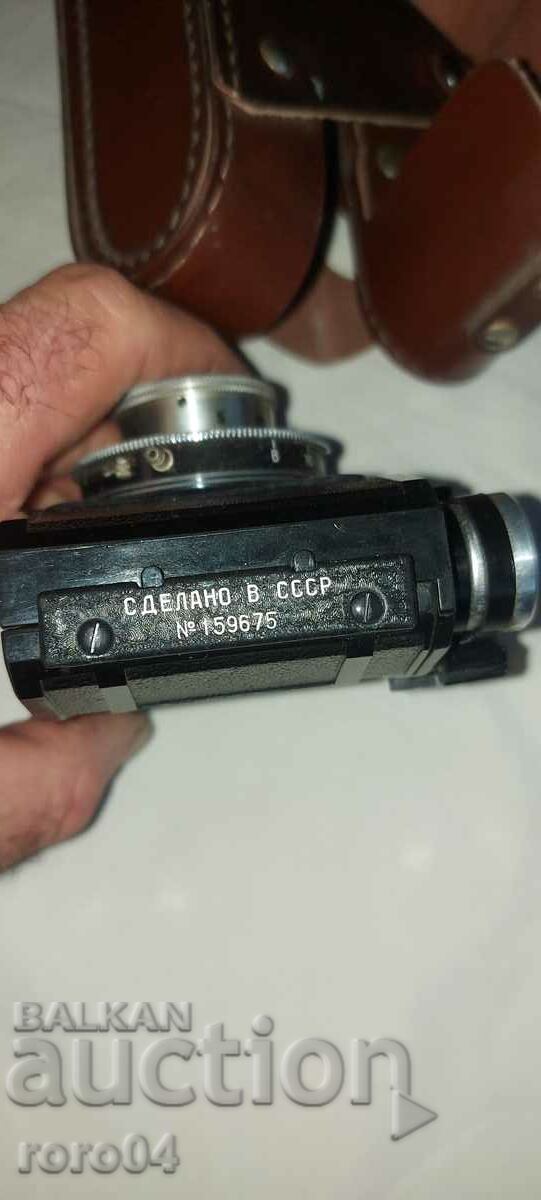 СДЕЛАНО В СССР
№ 159675
BALKAN
auction
roro04